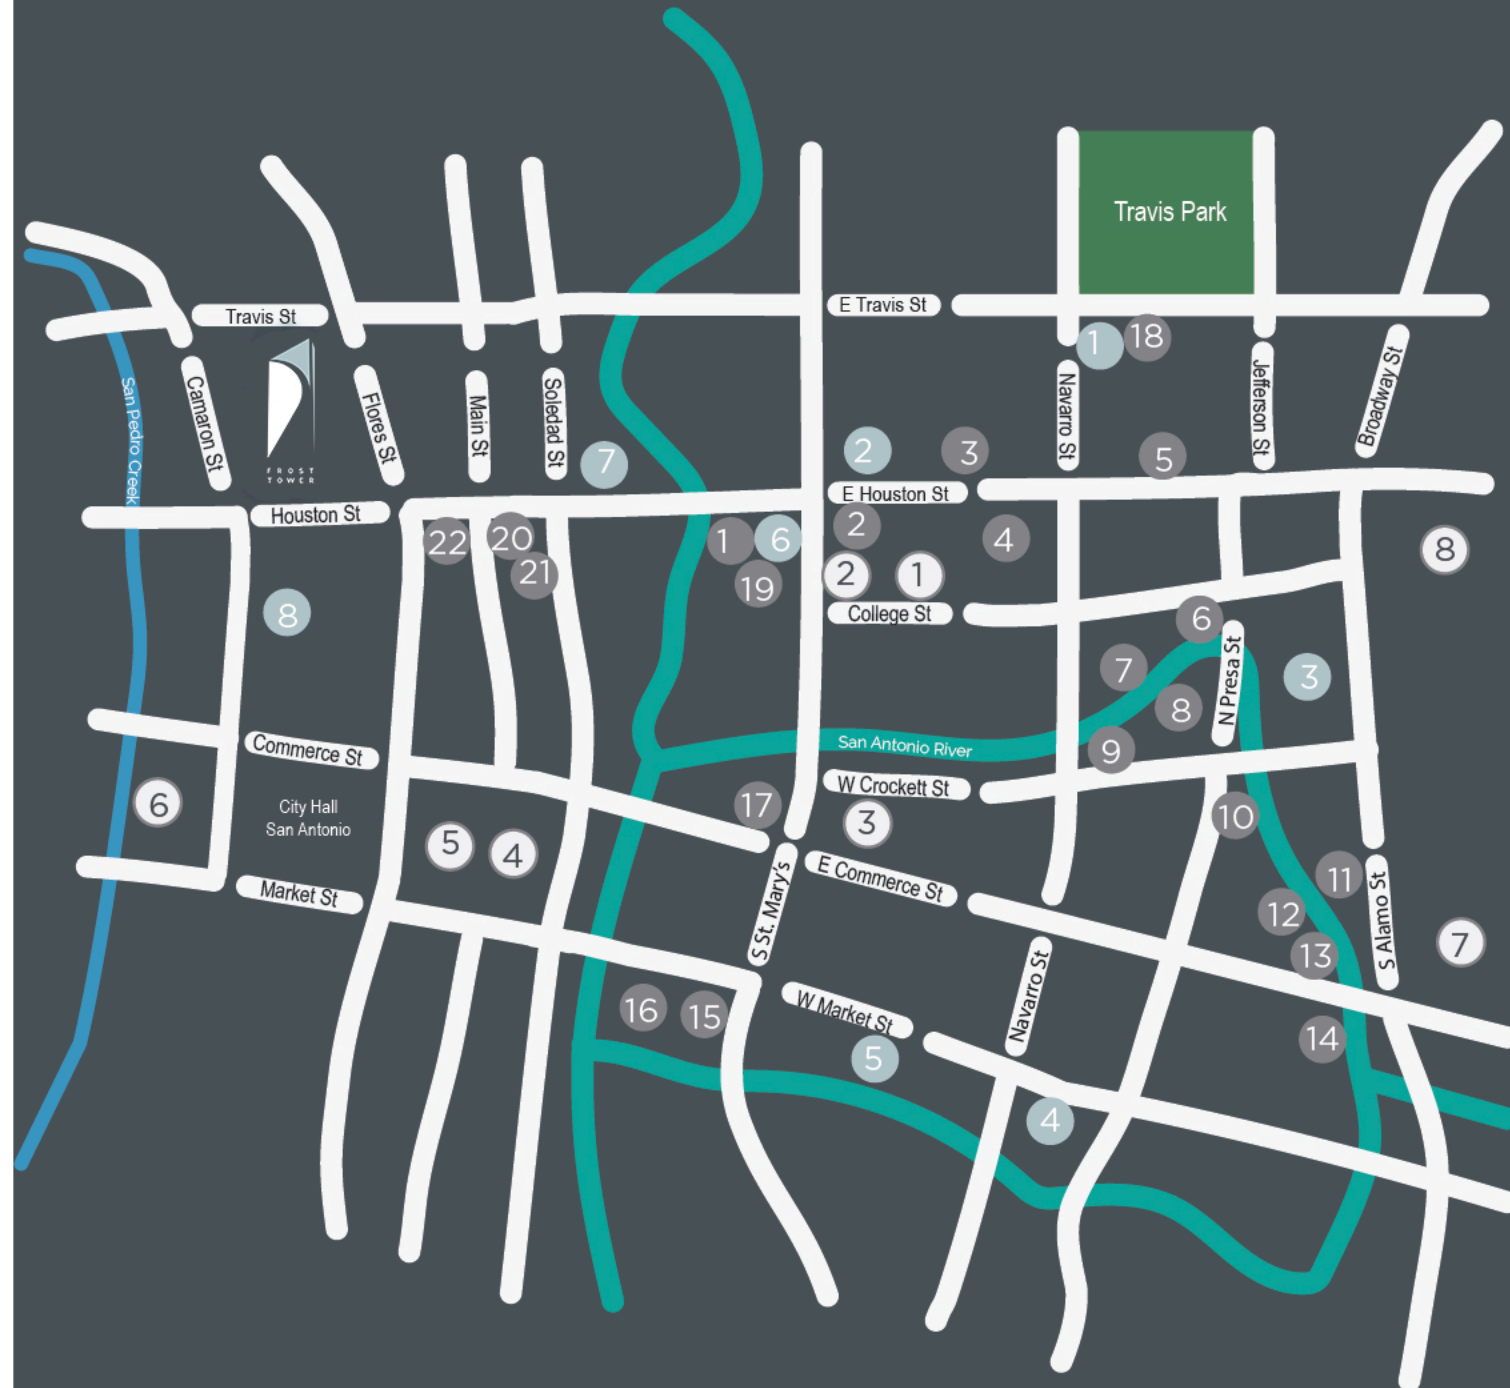 Travis Park
Travis St
E Travis St
1
18
San Pedro Creek
Camaron St
FROST
TOWER
Flores St
Main St
Soledad St
Navarro St
Jefferson St
Broadway St
7
2
3
5
Houston St
E Houston St
22
20
21
1
6
19
2
4
2
1
8
8
College St
6
7
8
N Presa St
3
Commerce St
San Antonio River
9
6
City Hall
San Antonio
5
4
17
W Crockett St
3
10
Market St
S St. Mary's
E Commerce St
11
12
13
S Alamo St
7
16
15
W Market St
5
Navarro St
14
4